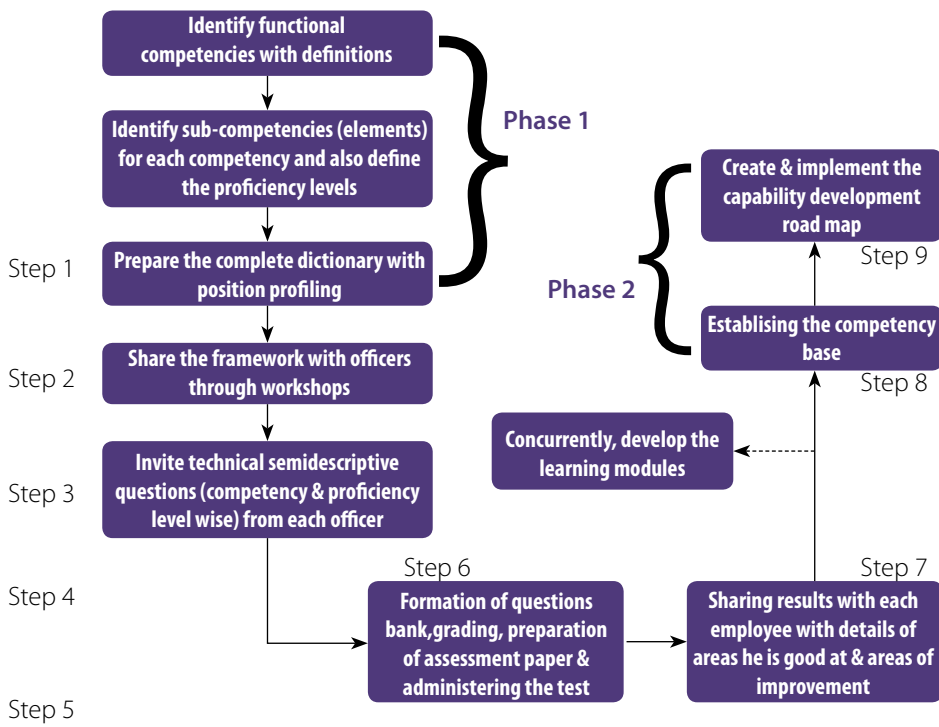 Identify functional
competencies with definitions
Phase 1
Identify sub-competencies (elements)
for each competency and also define
the proficiency levels
Step 1
Prepare the complete dictionary with
position profiling
Step 2
Share the framework with officers
through workshops
Step 3
Invite technical semidescriptive
questions (competency & proficiency
level wise) from each officer
Step 4
Step 5
Step 6
Formation of questions
bank,grading, preparation
of assessment paper &
administering the test
Step 7
Sharing results with each
employee with details of
areas he is good at & areas of
improvement
Concurrently, develop the
learning modules
Step 8
Establising the competency
base
Phase 2
Step 9
Create & implement the
capability development
road map